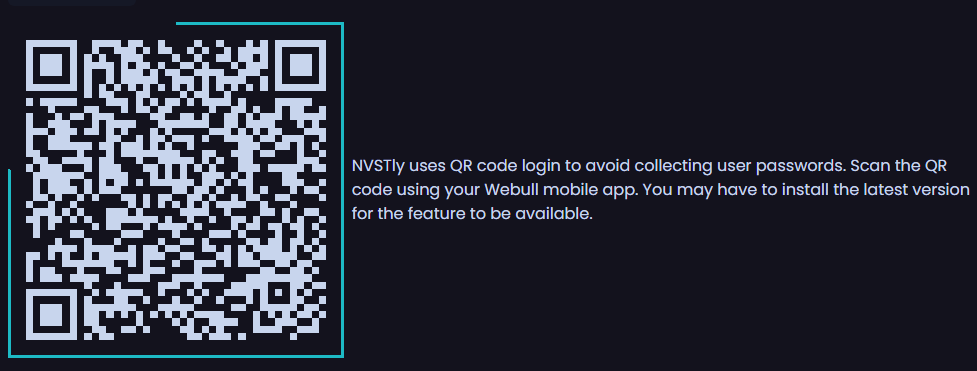 NVSTly uses QR code login to avoid collecting user passwords. Scan the QR
code using your Webull mobile app. You may have to install the latest version
for the feature to be available.